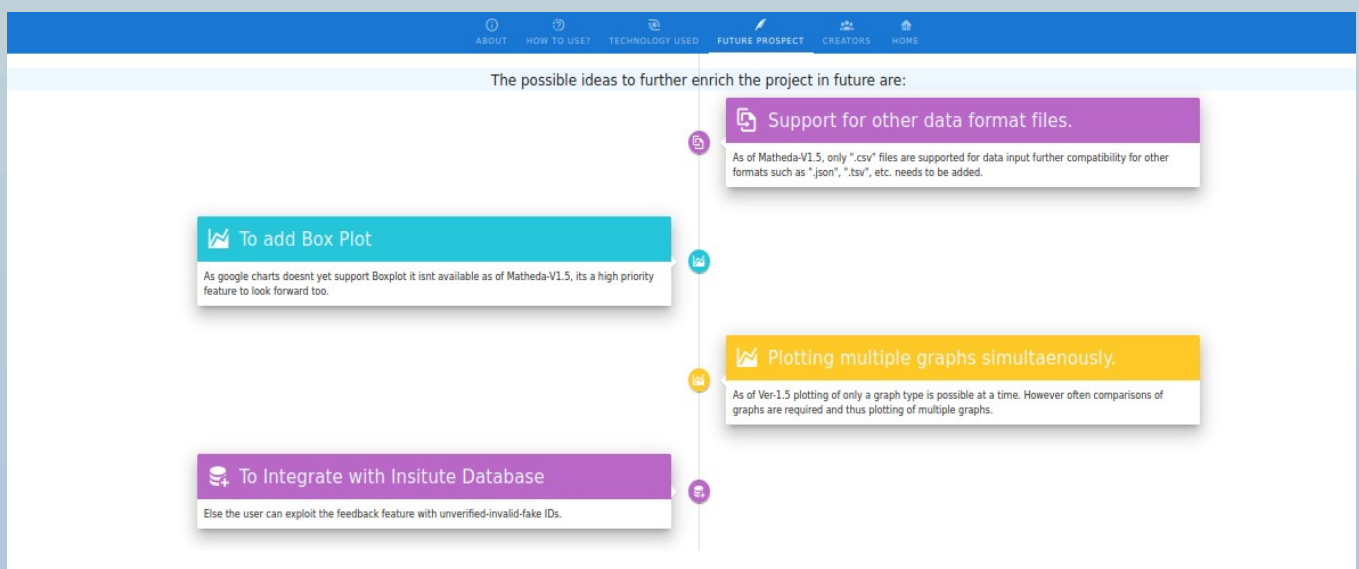 ABOUT
HOW TO USE?
TECHNOLOGY USED
FUTURE PROSPECT
CREATORS
HOME
The possible ideas to further enrich the project in future are:
Support for other data format files.
As of Matheda-V1.5, only ".csv" files are supported for data input further compatibility for other
formats such as ".json", ".tsv", etc. needs to be added.
To add Box Plot
As google charts doesnt yet support Boxplot it isnt available as of Matheda-V1.5, its a high priority
feature to look forward too.
Plotting multiple graphs simultaenously.
As of Ver-1.5 plotting of only a graph type is possible at a time. However often comparisons of
graphs are required and thus plotting of multiple graphs.
To Integrate with Insitute Database
Else the user can exploit the feedback feature with unverified-invalid-fake IDs.